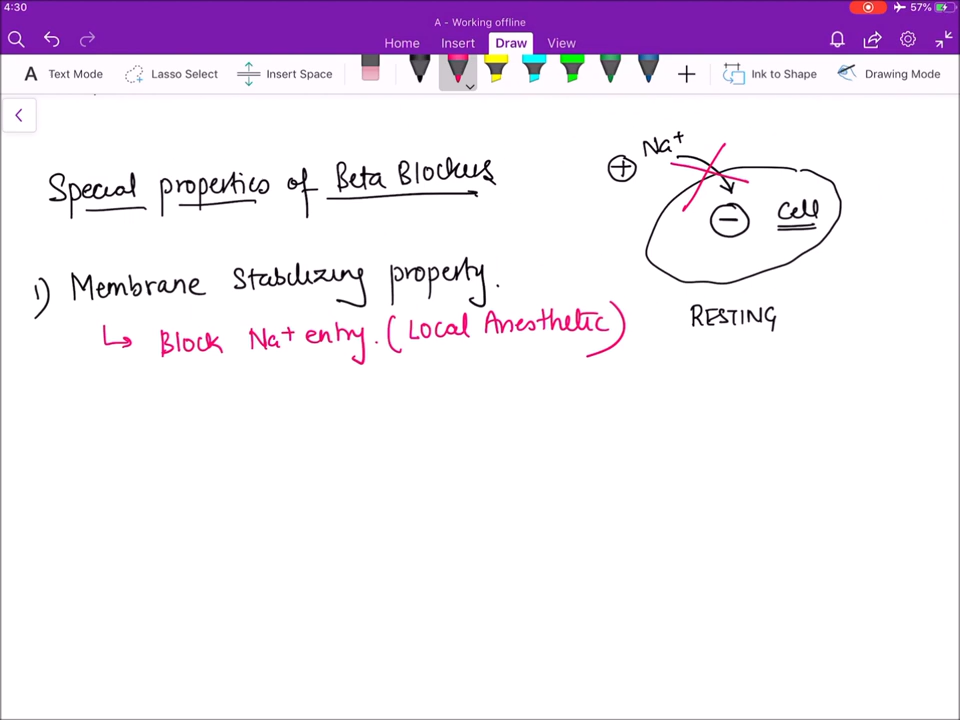 4:30
57%
A - Working offline
Home Insert Draw View
Text Mode Lasso Select Insert Space Ink to Shape Drawing Mode
Special properties of Beta Blockers
Na+
+
−
Cell
RESTING
1) Membrane Stabilizing property.
↳ Block Na+ entry. (Local Anesthetic)